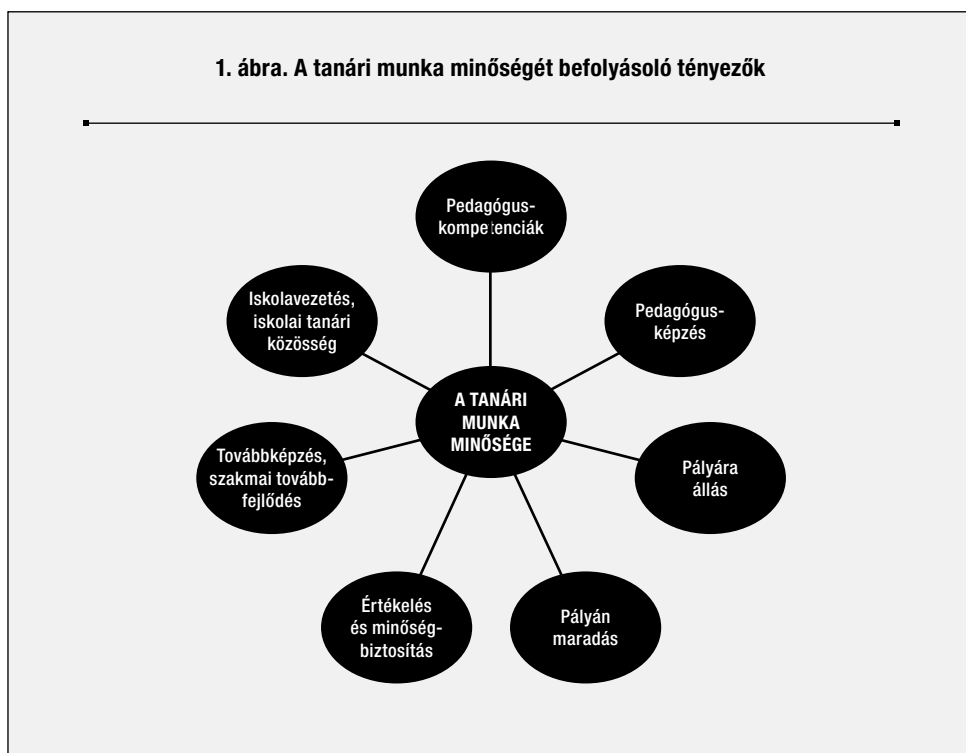 1. ábra. A tanári munka minőségét befolyásoló tényezők
Pedagógus-
kompetenciák
Iskolavezetés,
iskolai tanári
közösség
Pedagógus-
képzés
A TANÁRI
MUNKA
MINŐSÉGE
Továbbképzés,
szakmai tovább-
fejlődés
Pályára
állás
Értékelés
és minőség-
biztosítás
Pályán
maradás